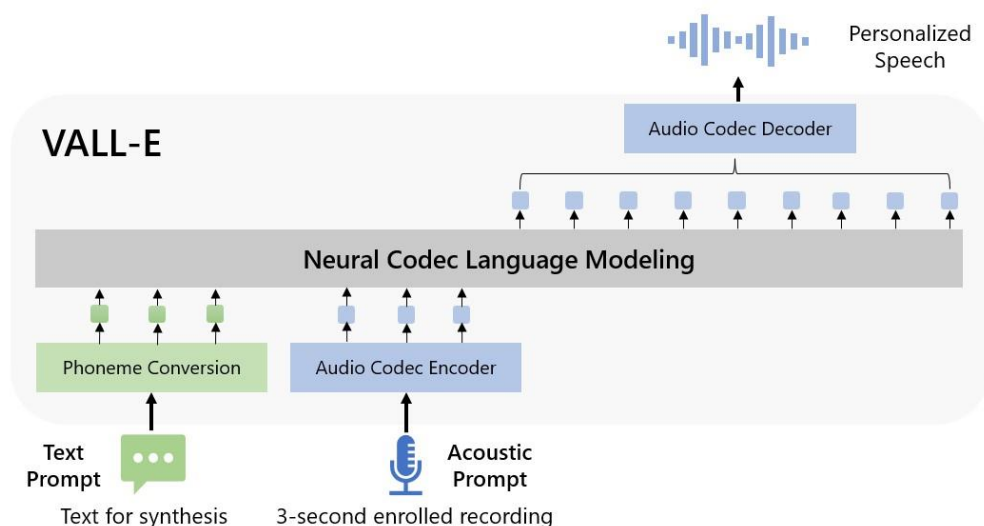 Personalized
Speech
Audio Codec Decoder
VALL-E
Neural Codec Language Modeling
Phoneme Conversion
Audio Codec Encoder
Text
Prompt
Acoustic
Prompt
Text for synthesis
3-second enrolled recording